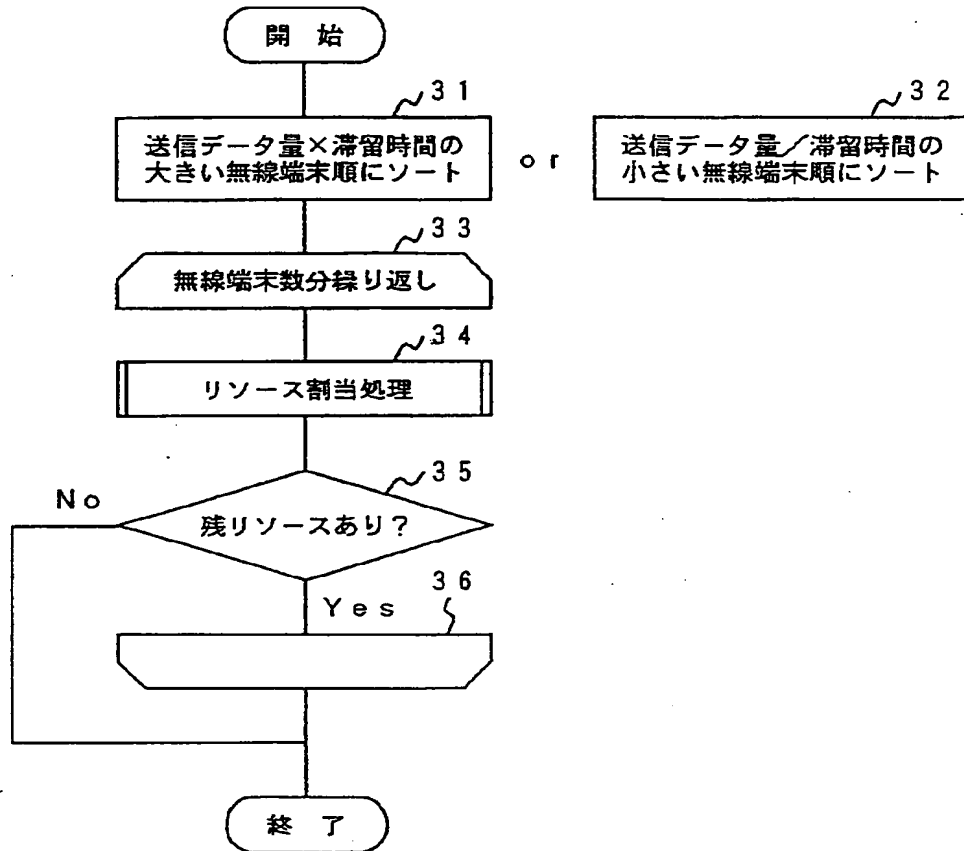 開 始
31
送信データ量×滞留時間の
大きい無線端末順にソート
or
32
送信データ量／滞留時間の
小さい無線端末順にソート
33
無線端末数分繰り返し
34
リソース割当処理
35
No
残リソースあり？
36
Yes
終 了